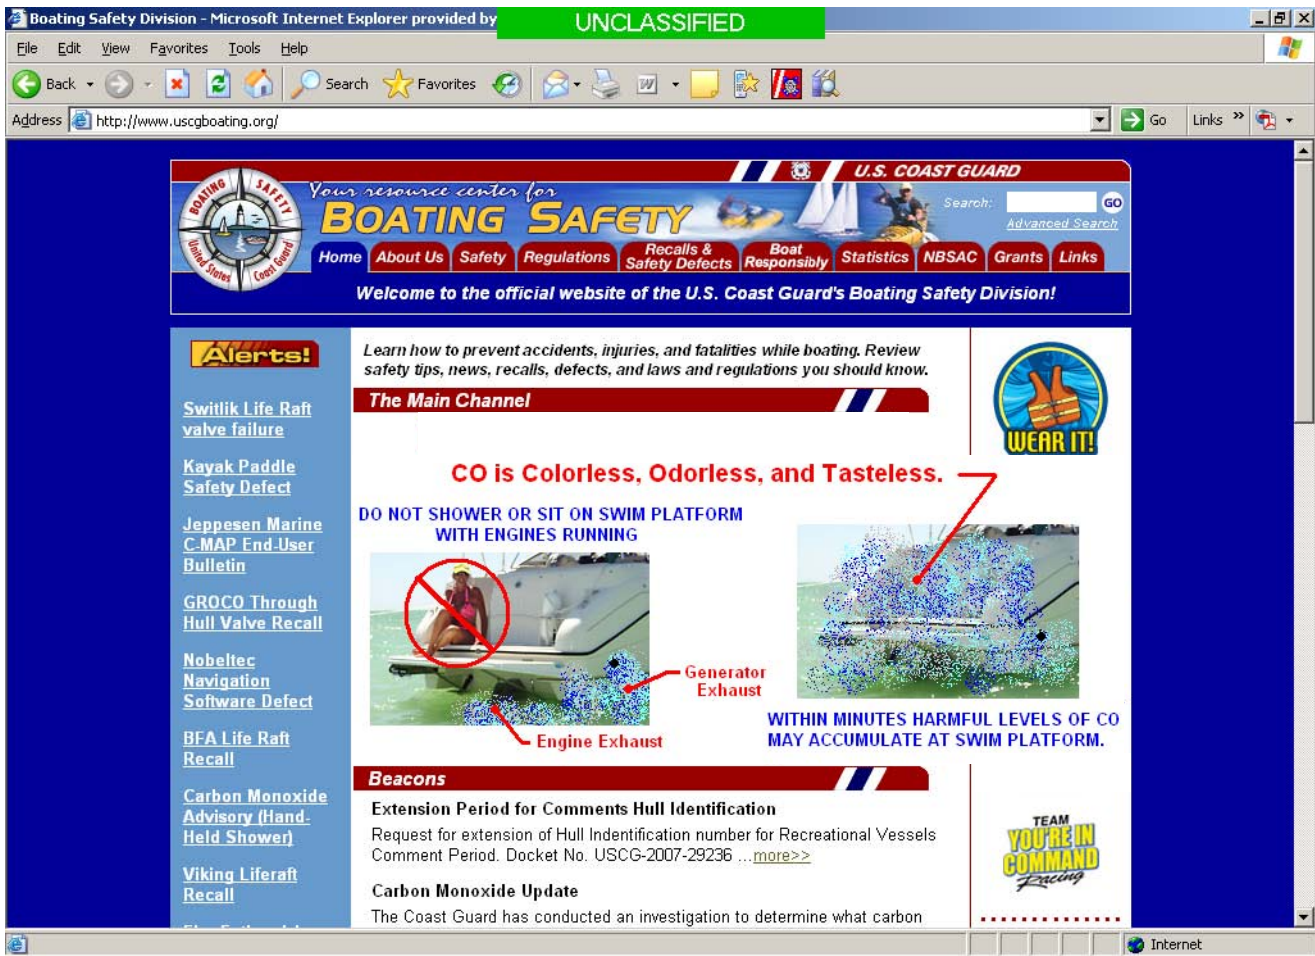 Boating Safety Division - Microsoft Internet Explorer provided by
UNCLASSIFIED
File Edit View Favorites Tools Help
Back Search Favorites
Address http://www.uscgboating.org/ Go Links »
U.S. COAST GUARD
BOATING SAFETY
United States Coast Guard
Your resource center for
BOATING SAFETY
Search: GO
Advanced Search
Home About Us Safety Regulations Recalls & Safety Defects Boat Responsibly Statistics NBSAC Grants Links
Welcome to the official website of the U.S. Coast Guard's Boating Safety Division!
Alerts!
Switlik Life Raft
valve failure
Kayak Paddle
Safety Defect
Jeppesen Marine
C-MAP End-User
Bulletin
GROCO Through
Hull Valve Recall
Nobeltec
Navigation
Software Defect
BFA Life Raft
Recall
Carbon Monoxide
Advisory (Hand-
Held Shower)
Viking Liferaft
Recall
Learn how to prevent accidents, injuries, and fatalities while boating. Review
safety tips, news, recalls, defects, and laws and regulations you should know.
The Main Channel
CO is Colorless, Odorless, and Tasteless.
DO NOT SHOWER OR SIT ON SWIM PLATFORM
WITH ENGINES RUNNING
Generator
Exhaust
Engine Exhaust
WITHIN MINUTES HARMFUL LEVELS OF CO
MAY ACCUMULATE AT SWIM PLATFORM.
Beacons
Extension Period for Comments Hull Identification
Request for extension of Hull Indentification number for Recreational Vessels
Comment Period. Docket No. USCG-2007-29236 ...more>>
Carbon Monoxide Update
The Coast Guard has conducted an investigation to determine what carbon
WEAR IT!
TEAM
YOU'RE IN
COMMAND
Racing
Internet